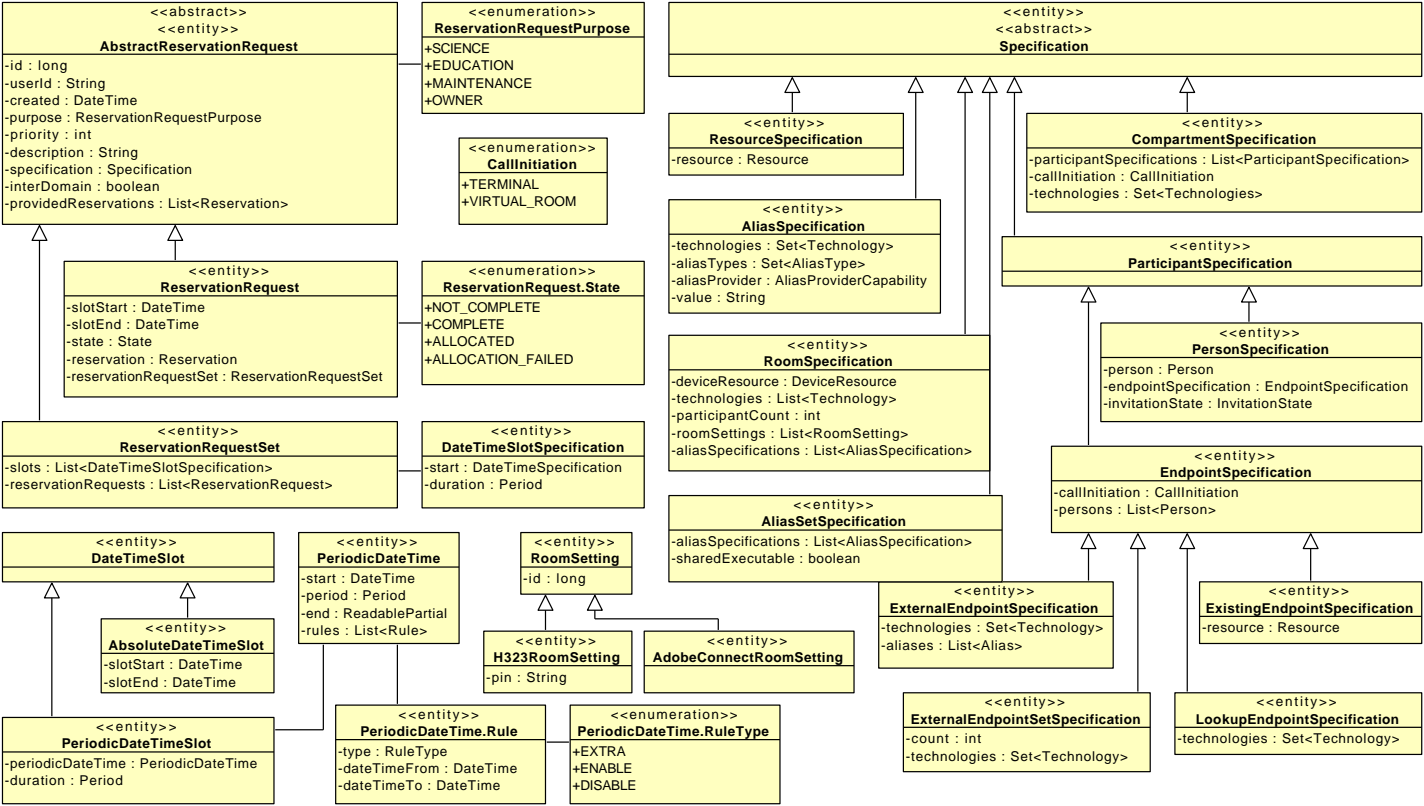 <<abstract>>
<<entity>>
AbstractReservationRequest
-id : long
-userId : String
-created : DateTime
-purpose : ReservationRequestPurpose
-priority : int
-description : String
-specification : Specification
-interDomain : boolean
-providedReservations : List<Reservation>
<<enumeration>>
ReservationRequestPurpose
+SCIENCE
+EDUCATION
+MAINTENANCE
+OWNER
<<enumeration>>
CallInitiation
+TERMINAL
+VIRTUAL_ROOM
<<entity>>
ReservationRequest
-slotStart : DateTime
-slotEnd : DateTime
-state : State
-reservation : Reservation
-reservationRequestSet : ReservationRequestSet
<<enumeration>>
ReservationRequest.State
+NOT_COMPLETE
+COMPLETE
+ALLOCATED
+ALLOCATION_FAILED
<<entity>>
ReservationRequestSet
-slots : List<DateTimeSlotSpecification>
-reservationRequests : List<ReservationRequest>
<<entity>>
DateTimeSlotSpecification
-start : DateTimeSpecification
-duration : Period
<<entity>>
DateTimeSlot
<<entity>>
AbsoluteDateTimeSlot
-slotStart : DateTime
-slotEnd : DateTime
<<entity>>
PeriodicDateTimeSlot
-periodicDateTime : PeriodicDateTime
-duration : Period
<<entity>>
PeriodicDateTime
-start : DateTime
-period : Period
-end : ReadablePartial
-rules : List<Rule>
<<entity>>
PeriodicDateTime.Rule
-type : RuleType
-dateTimeFrom : DateTime
-dateTimeTo : DateTime
<<enumeration>>
PeriodicDateTime.RuleType
+EXTRA
+ENABLE
+DISABLE
<<entity>>
RoomSetting
-id : long
<<entity>>
H323RoomSetting
-pin : String
<<entity>>
AdobeConnectRoomSetting
<<entity>>
<<abstract>>
Specification
<<entity>>
ResourceSpecification
-resource : Resource
<<entity>>
AliasSpecification
-technologies : Set<Technology>
-aliasTypes : Set<AliasType>
-aliasProvider : AliasProviderCapability
-value : String
<<entity>>
RoomSpecification
-deviceResource : DeviceResource
-technologies : List<Technology>
-participantCount : int
-roomSettings : List<RoomSetting>
-aliasSpecifications : List<AliasSpecification>
<<entity>>
AliasSetSpecification
-aliasSpecifications : List<AliasSpecification>
-sharedExecutable : boolean
<<entity>>
CompartmentSpecification
-participantSpecifications : List<ParticipantSpecification>
-callInitiation : CallInitiation
-technologies : Set<Technologies>
<<entity>>
ParticipantSpecification
<<entity>>
PersonSpecification
-person : Person
-endpointSpecification : EndpointSpecification
-invitationState : InvitationState
<<entity>>
EndpointSpecification
-callInitiation : CallInitiation
-persons : List<Person>
<<entity>>
ExternalEndpointSpecification
-technologies : Set<Technology>
-aliases : List<Alias>
<<entity>>
ExistingEndpointSpecification
-resource : Resource
<<entity>>
ExternalEndpointSetSpecification
-count : int
-technologies : Set<Technology>
<<entity>>
LookupEndpointSpecification
-technologies : Set<Technology>